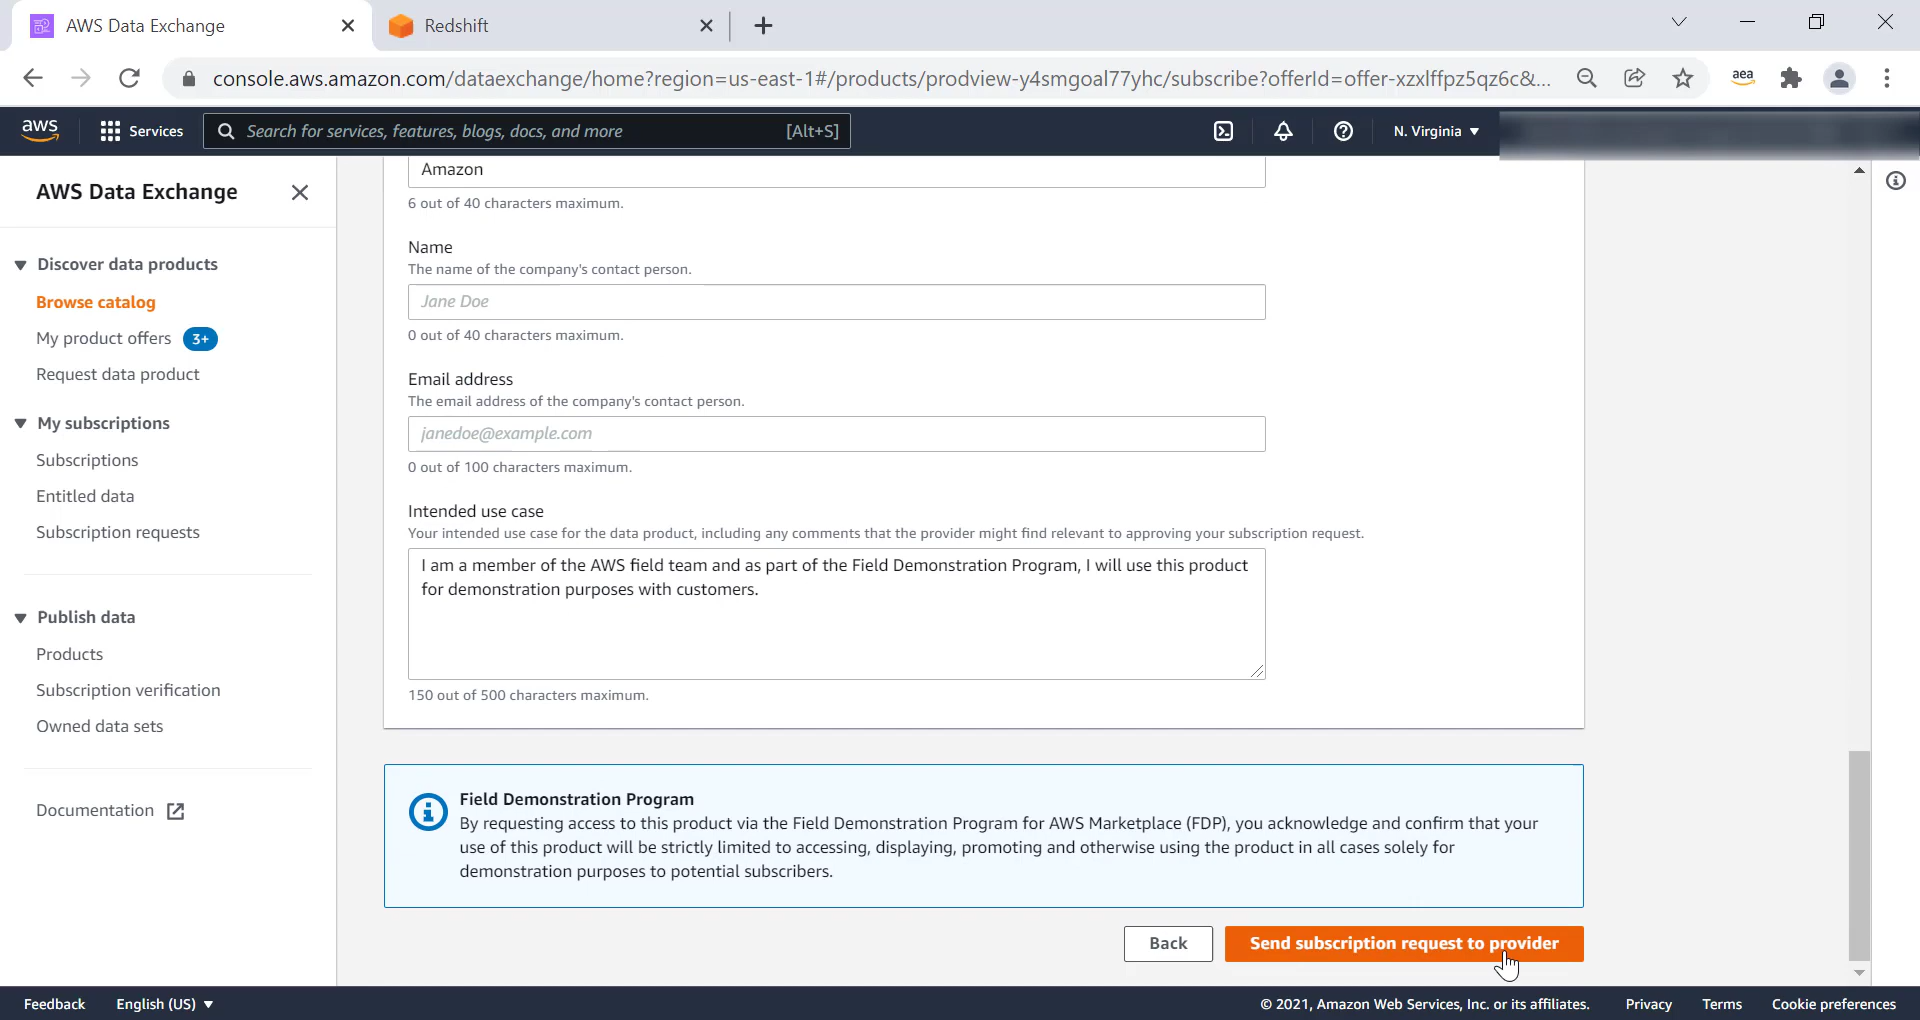 AWS Data Exchange
Redshift
console.aws.amazon.com/dataexchange/home?region=us-east-1#/products/prodview-y4smgoal77yhc/subscribe?offerId=offer-xzxlffpz5qz6c&...
aea
aws
Services
Search for services, features, blogs, docs, and more
[Alt+S]
N. Virginia
AWS Data Exchange
Discover data products
Browse catalog
My product offers 3+
Request data product
My subscriptions
Subscriptions
Entitled data
Subscription requests
Publish data
Products
Subscription verification
Owned data sets
Documentation
Amazon
6 out of 40 characters maximum.
Name
The name of the company's contact person.
Jane Doe
0 out of 40 characters maximum.
Email address
The email address of the company's contact person.
janedoe@example.com
0 out of 100 characters maximum.
Intended use case
Your intended use case for the data product, including any comments that the provider might find relevant to approving your subscription request.
I am a member of the AWS field team and as part of the Field Demonstration Program, I will use this product
for demonstration purposes with customers.
150 out of 500 characters maximum.
Field Demonstration Program
By requesting access to this product via the Field Demonstration Program for AWS Marketplace (FDP), you acknowledge and confirm that your
use of this product will be strictly limited to accessing, displaying, promoting and otherwise using the product in all cases solely for
demonstration purposes to potential subscribers.
Back
Send subscription request to provider
Feedback
English (US)
© 2021, Amazon Web Services, Inc. or its affiliates.
Privacy
Terms
Cookie preferences